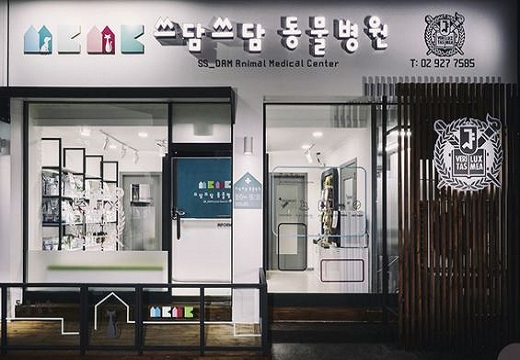 쓰담쓰담 동물병원
SS_DAM Animal Medical Center
T: 02 927 7585
VERI LUX
TAS MEA